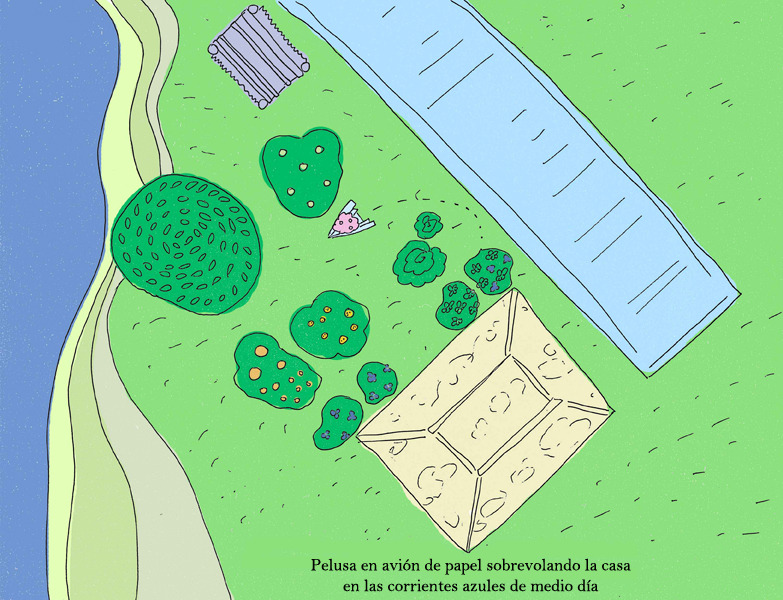 Pelusa en avión de papel sobrevolando la casa
en las corrientes azules de medio día